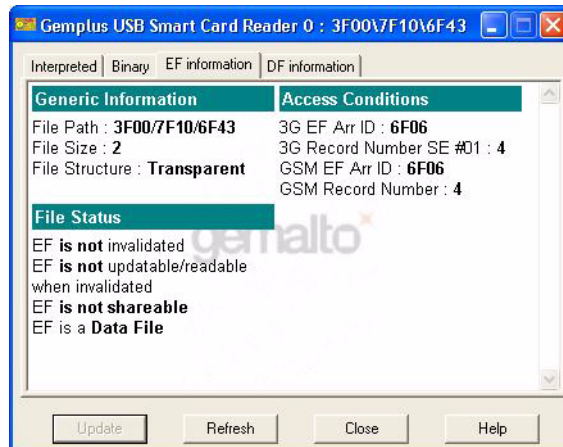 Gemplus USB Smart Card Reader 0 : 3F00\7F10\6F43
Interpreted Binary EF information DF information
Generic Information
File Path : 3F00/7F10/6F43
File Size : 2
File Structure : Transparent
Access Conditions
3G EF Arr ID : 6F06
3G Record Number SE #01 : 4
GSM EF Arr ID : 6F06
GSM Record Number : 4
File Status
EF is not invalidated
EF is not updatable/readable
when invalidated
EF is not shareable
EF is a Data File
gemalto
Update Refresh Close Help